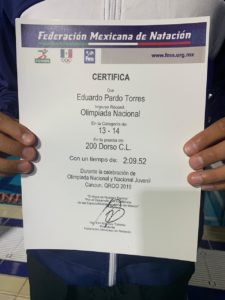 Federación Mexicana de Natación
www.fmn.org.mx
CERTIFICA
Que
Eduardo Pardo Torres
Impuso Récord
Olimpiada Nacional
En la Categoría de
13 - 14
En la prueba de
200 Dorso C.L.
Con un tiempo de: 2:09.52
Durante la celebración de
Olimpiada Nacional y Nacional Juvenil
Cancún, QROO 2019